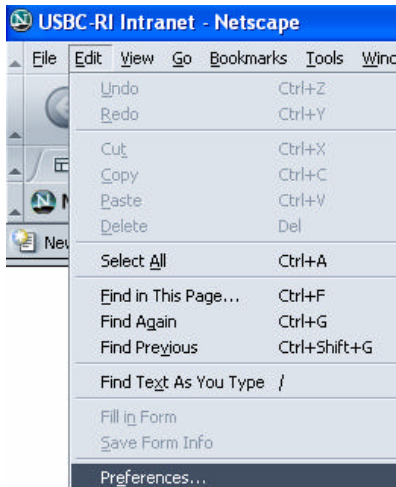 USBC-RI Intranet - Netscape
File Edit View Go Bookmarks Tools
Undo Ctrl+Z
Redo Ctrl+Y
Cut Ctrl+X
Copy Ctrl+C
Paste Ctrl+V
Delete Del
Select All Ctrl+A
Find in This Page... Ctrl+F
Find Again Ctrl+G
Find Previous Ctrl+Shift+G
Find Text As You Type /
Fill in Form
Save Form Info
Preferences...